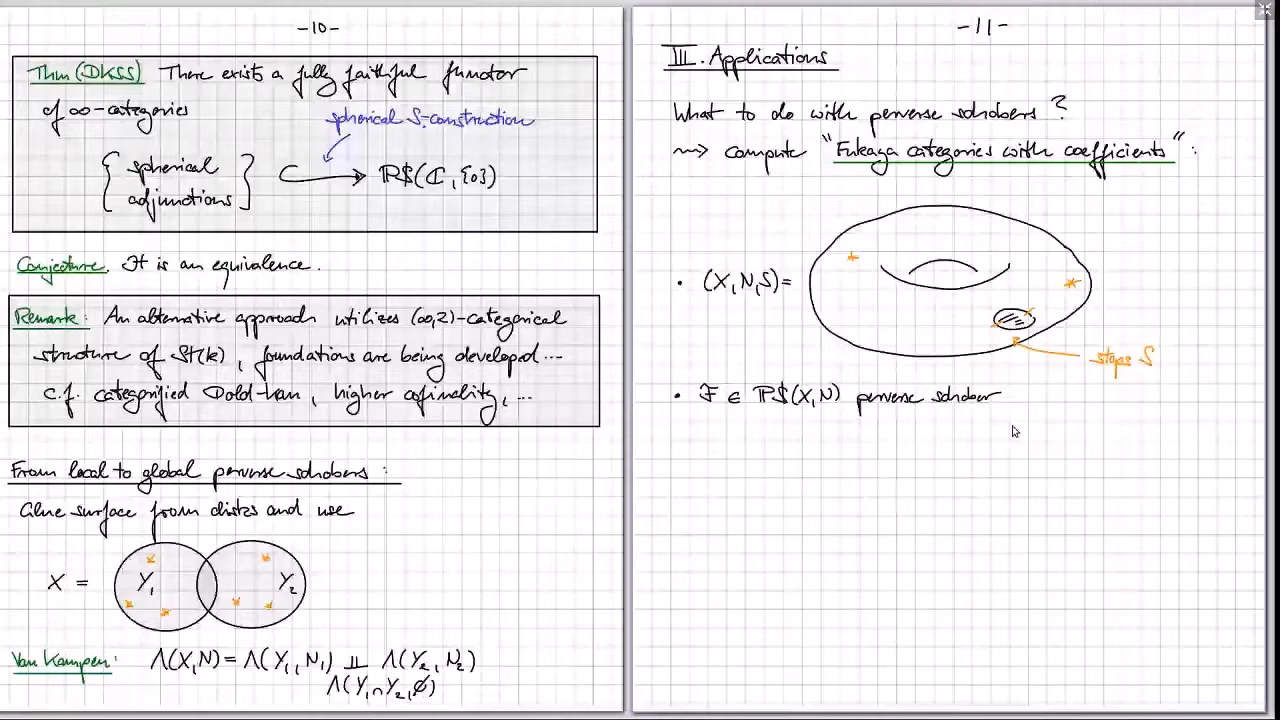 -10-
Thm (DKSS) There exists a fully faithful functor
of ∞-categories
spherical S.-construction
{ spherical adjunctions } ↪ P$(ℂ, {0})
Conjecture. It is an equivalence.
Remark: An alternative approach utilizes (∞,2)-categorical
structure of St(k), foundations are being developed ...
c.f. categorified Dold-Kan, higher cofinality, ...
From local to global perverse schobers:
Glue surface from disks and use
X = Y₁ Y₂
Van Kampen: Λ(X,N) = Λ(Y₁,N₁) ⨿ Λ(Y₂,N₂)
Λ(Y₁∩Y₂,∅)
-11-
III. Applications
What to do with perverse schobers?
⇝ compute "Fukaya categories with coefficients":
• (X,N,S) =
stops S
• F ∈ P$(X,N) perverse schober